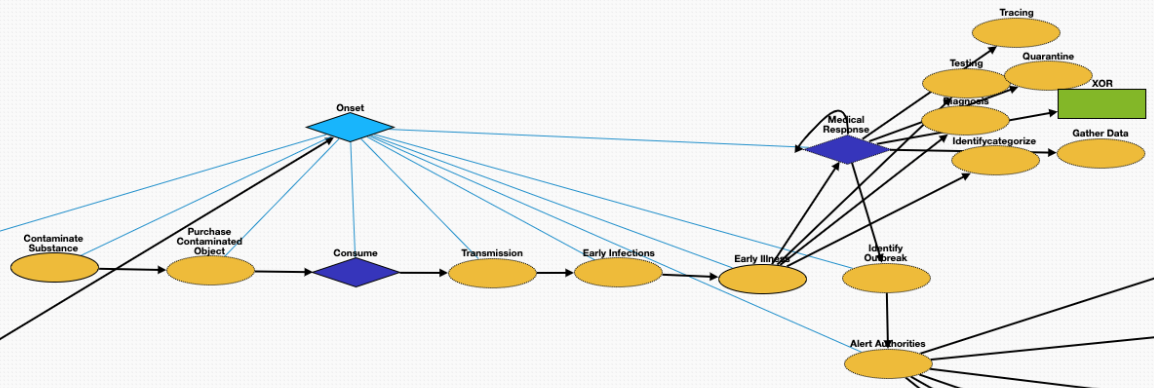 Tracing
Quarantine
Testing
XOR
Diagnosis
Onset
Medical
Response
Gather Data
Identifycategorize
Purchase
Contaminated
Object
Contaminate
Substance
Consume
Transmission
Early Infections
Early Illness
Identify
Outbreak
Alert Authorities